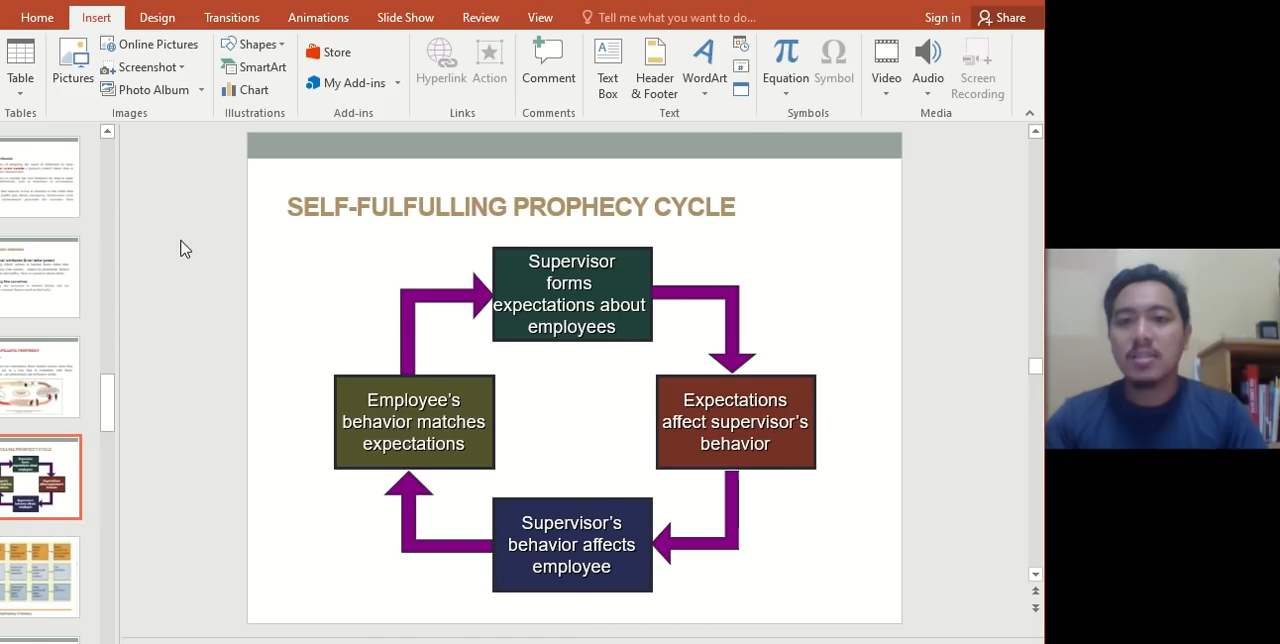 Home Insert Design Transitions Animations Slide Show Review View Tell me what you want to do... Sign in Share
Table
Pictures
Online Pictures
Screenshot
Photo Album
Shapes
SmartArt
Chart
Store
My Add-ins
Hyperlink
Action
Comment
Text
Box
Header
& Footer
WordArt
Equation
Symbol
Video
Audio
Screen
Recording
Tables Images Illustrations Add-ins Links Comments Text Symbols Media
SELF-FULFULLING PROPHECY CYCLE
Supervisor
forms
expectations about
employees
Expectations
affect supervisor's
behavior
Supervisor's
behavior affects
employee
Employee's
behavior matches
expectations